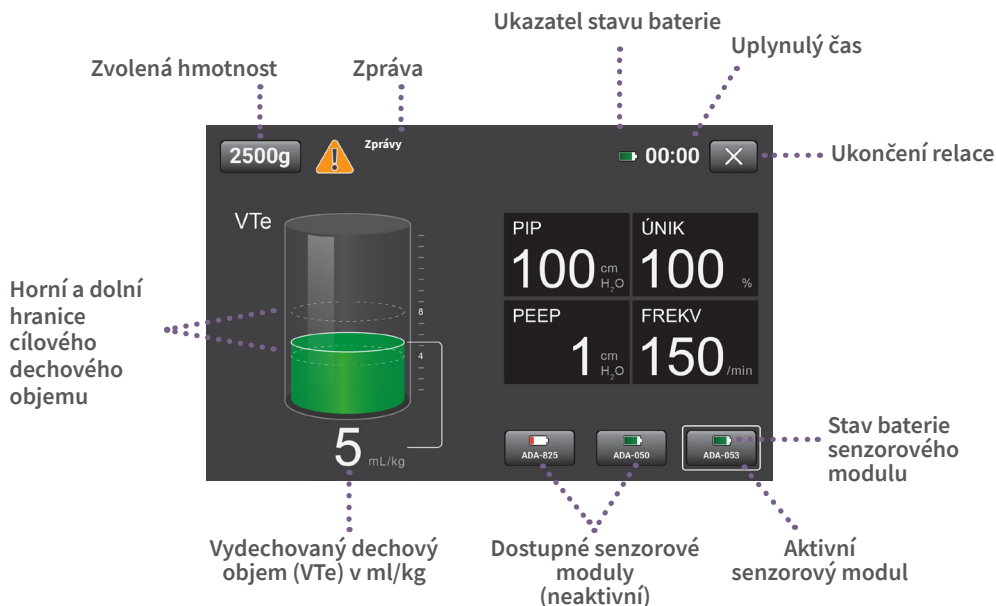 Ukazatel stavu baterie
Uplynulý čas
Zvolená hmotnost
Zpráva
2500g
Zprávy
00:00
Ukončení relace
VTe
8
4
5
mL/kg
PIP
100 cm H₂O
ÚNIK
100 %
PEEP
1 cm H₂O
FREKV
150 /min
Horní a dolní
hranice
cílového
dechového
objemu
ADA-825
ADA-050
ADA-053
Stav baterie
senzorového
modulu
Vydechovaný dechový
objem (VTe) v ml/kg
Dostupné senzorové
moduly
(neaktivní)
Aktivní
senzorový modul